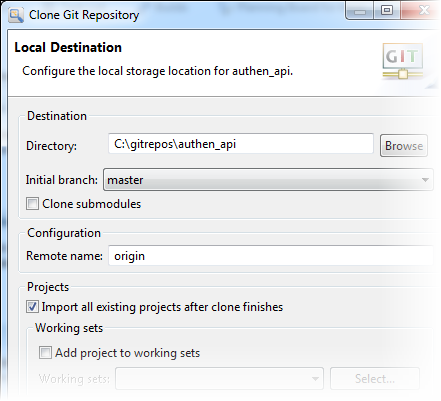 Clone Git Repository
Local Destination
Configure the local storage location for authen_api.
GIT
Destination
Directory: C:\gitrepos\authen_api Browse
Initial branch: master
Clone submodules
Configuration
Remote name: origin
Projects
Import all existing projects after clone finishes
Working sets
Add project to working sets
Working sets: Select...